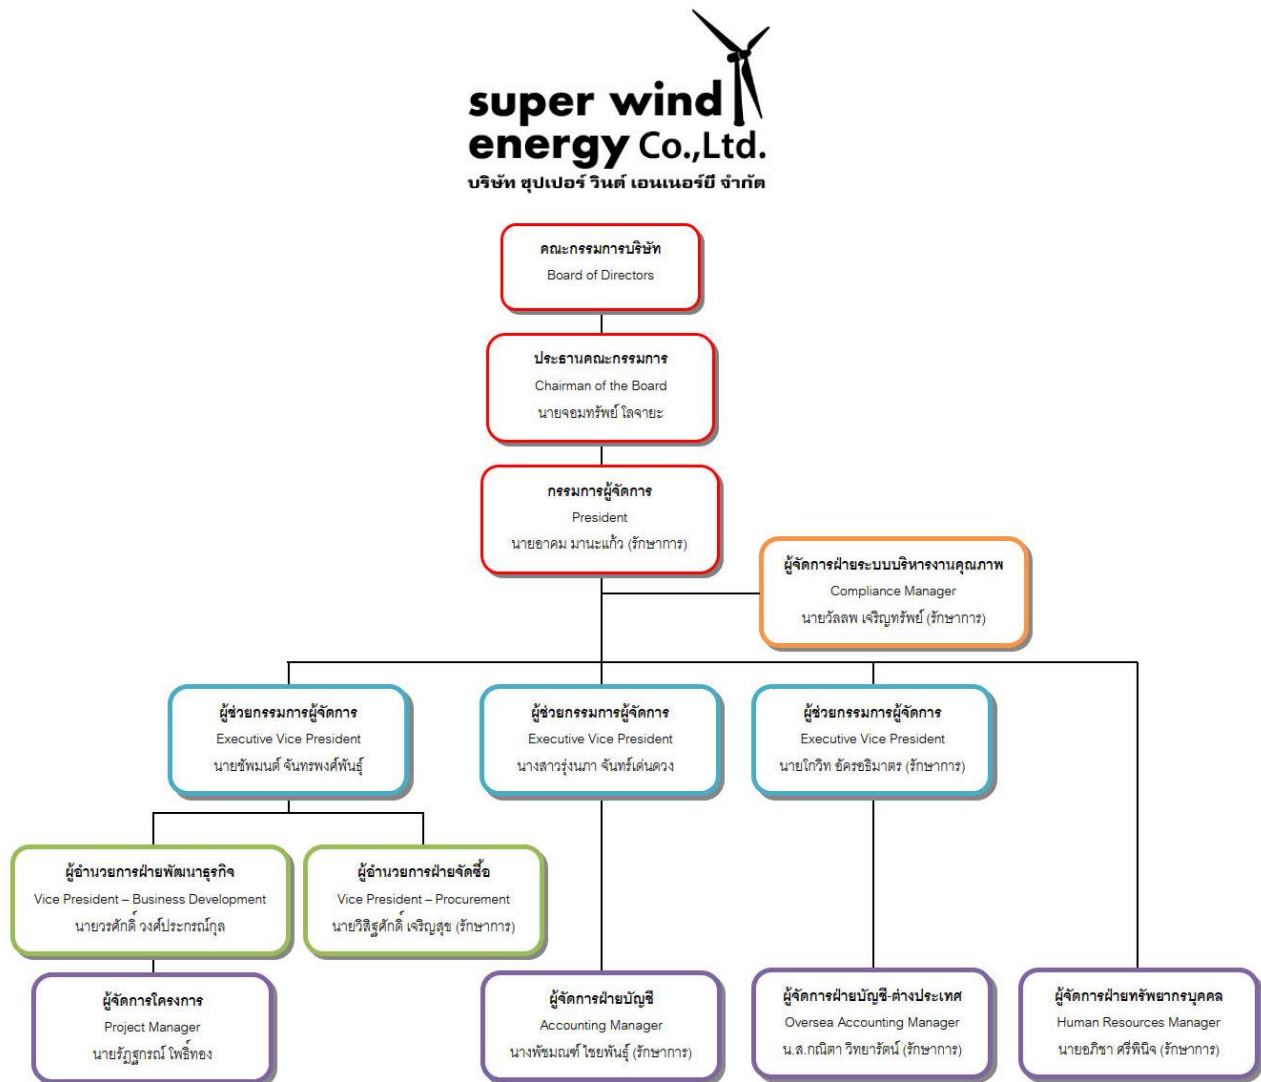 super wind
energy Co.,Ltd.
บริษัท ซุปเปอร์ วินด์ เอนเนอร์ยี จำกัด
คณะกรรมการบริษัท
Board of Directors
ประธานคณะกรรมการ
Chairman of the Board
นายจอมทรัพย์ โลจายะ
กรรมการผู้จัดการ
President
นายอาคม มานะแก้ว (รักษาการ)
ผู้จัดการฝ่ายระบบบริหารงานคุณภาพ
Compliance Manager
นายวัลลพ เจริญทรัพย์ (รักษาการ)
ผู้ช่วยกรรมการผู้จัดการ
Executive Vice President
นายชัพมนต์ จันทรพงศ์พันธุ์
ผู้ช่วยกรรมการผู้จัดการ
Executive Vice President
นางสาวรุ่งนภา จันทร์เด่นดวง
ผู้ช่วยกรรมการผู้จัดการ
Executive Vice President
นายโกวิท อัครอธิมาตร (รักษาการ)
ผู้อำนวยการฝ่ายพัฒนาธุรกิจ
Vice President – Business Development
นายวรศักดิ์ วงศ์ประกรณ์กุล
ผู้อำนวยการฝ่ายจัดซื้อ
Vice President – Procurement
นายวิสิฐศักดิ์ เจริญสุข (รักษาการ)
ผู้จัดการโครงการ
Project Manager
นายรัฏฐกรณ์ โพธิ์ทอง
ผู้จัดการฝ่ายบัญชี
Accounting Manager
นางพัชมณฑ์ ไชยพันธุ์ (รักษาการ)
ผู้จัดการฝ่ายบัญชี-ต่างประเทศ
Oversea Accounting Manager
น.ส.กณิตา วิทยารัตน์ (รักษาการ)
ผู้จัดการฝ่ายทรัพยากรบุคคล
Human Resources Manager
นายอภิชา ศรีพินิจ (รักษาการ)